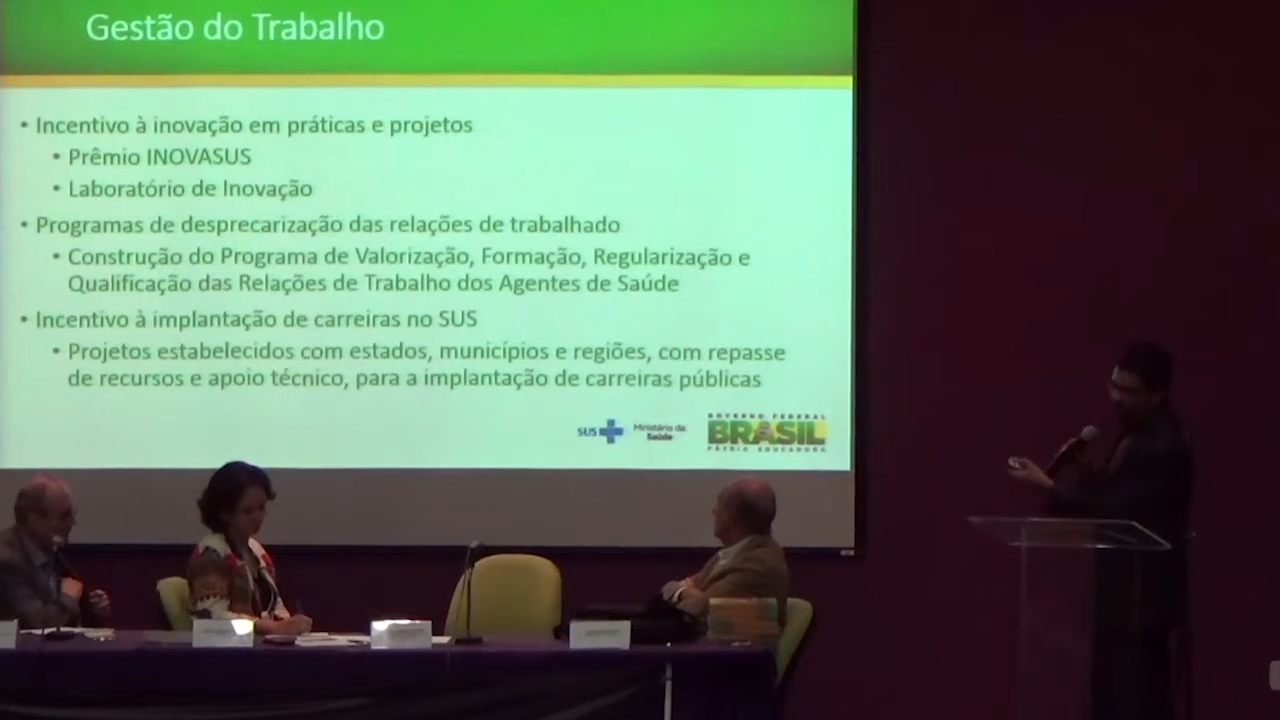 Gestão do Trabalho
• Incentivo à inovação em práticas e projetos
• Prêmio INOVASUS
• Laboratório de Inovação
• Programas de desprecarização das relações de trabalhado
• Construção do Programa de Valorização, Formação, Regularização e
Qualificação das Relações de Trabalho dos Agentes de Saúde
• Incentivo à implantação de carreiras no SUS
• Projetos estabelecidos com estados, municípios e regiões, com repasse
de recursos e apoio técnico, para a implantação de carreiras públicas
SUS
Ministério da
Saúde
GOVERNO FEDERAL
BRASIL
PÁTRIA EDUCADORA